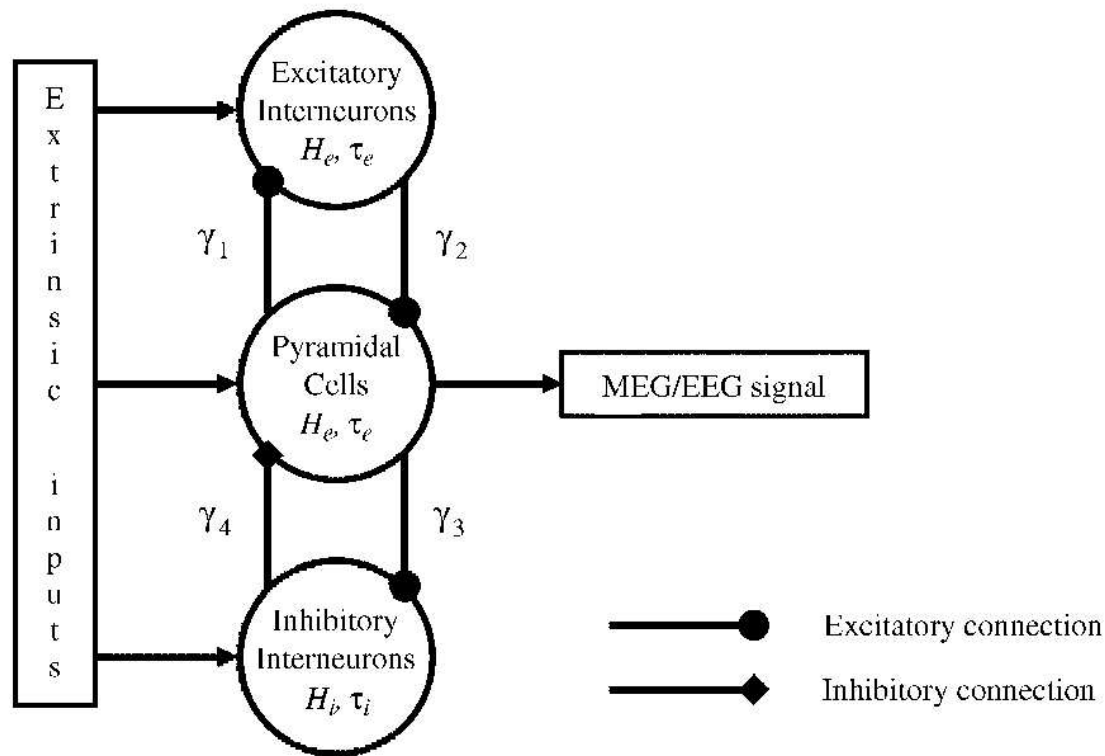 Extrinsic inputs
Excitatory
Interneurons
Hₑ, τₑ
γ₁
γ₂
Pyramidal
Cells
Hₑ, τₑ
MEG/EEG signal
γ₄
γ₃
Inhibitory
Interneurons
Hᵢ, τᵢ
Excitatory connection
Inhibitory connection